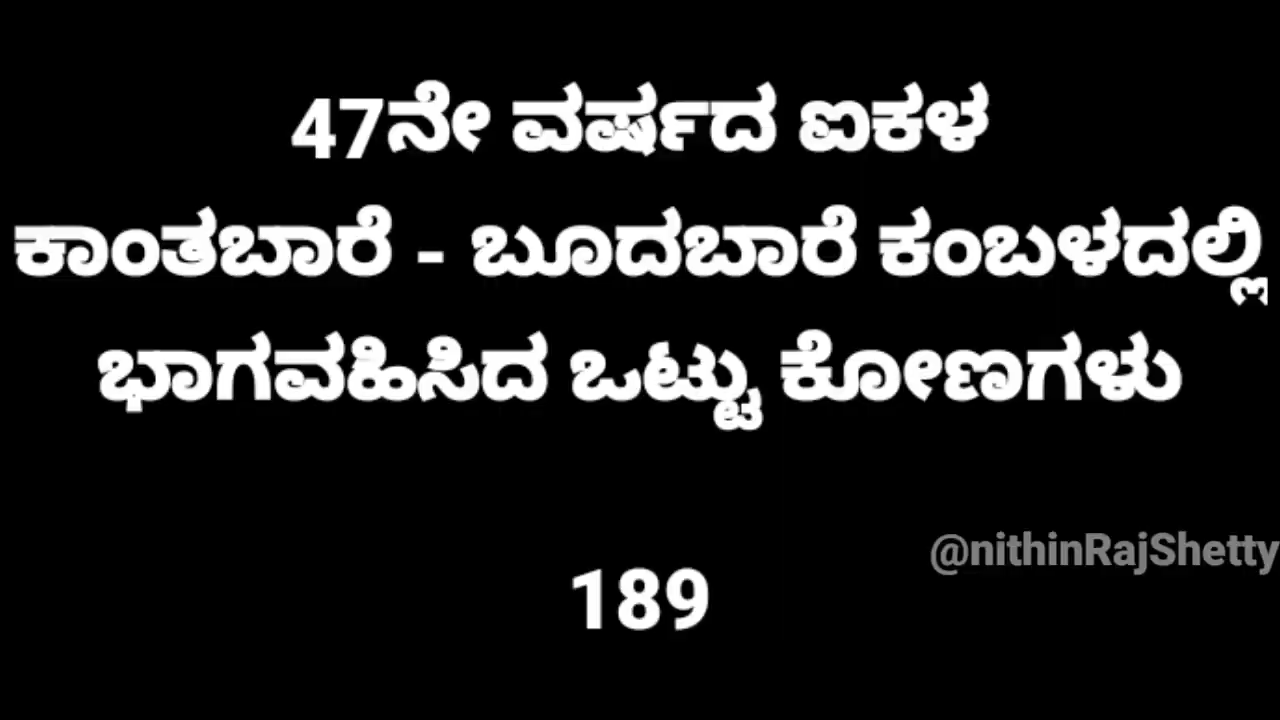 47ನೇ ವರ್ಷದ ಐಕಳ
ಕಾಂತಬಾರೆ - ಬೂದಬಾರೆ ಕಂಬಳದಲ್ಲಿ
ಭಾಗವಹಿಸಿದ ಒಟ್ಟು ಕೋಣಗಳು
@nithinRajShetty
189